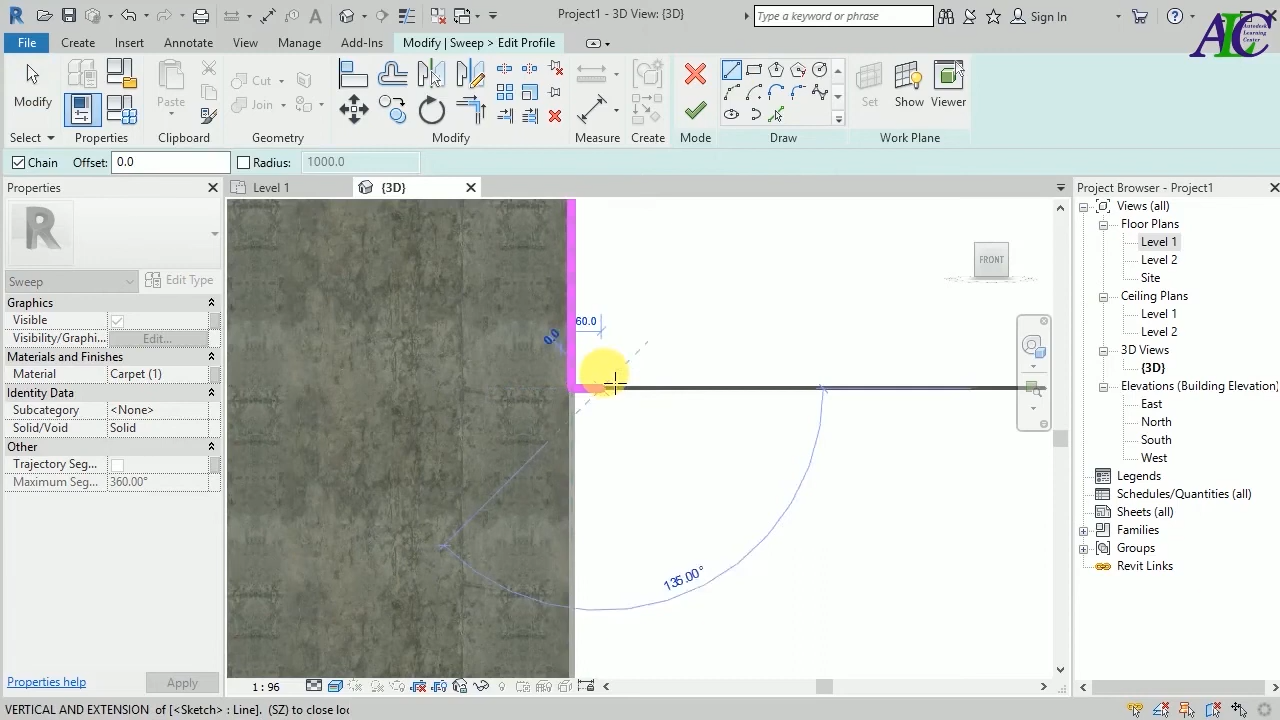 Project1 - 3D View: {3D}
Type a keyword or phrase
Sign In
ALC
Autodesk
Learning
Center
File
Create
Insert
Annotate
View
Manage
Add-Ins
Modify | Sweep > Edit Profile
Modify
Paste
Cut
Join
Set
Show
Viewer
Select
Properties
Clipboard
Geometry
Modify
Measure
Create
Mode
Draw
Work Plane
Chain
Offset:
0.0
Radius:
1000.0
Properties
Level 1
{3D}
Project Browser - Project1
R
Sweep
Edit Type
Graphics
Visible
Visibility/Graphi...
Edit...
Materials and Finishes
Material
Carpet (1)
Identity Data
Subcategory
<None>
Solid/Void
Solid
Other
Trajectory Seg...
Maximum Seg...
360.00°
Properties help
Apply
60.0
0.0
135.00°
FRONT
Views (all)
Floor Plans
Level 1
Level 2
Site
Ceiling Plans
Level 1
Level 2
3D Views
{3D}
Elevations (Building Elevation)
East
North
South
West
Legends
Schedules/Quantities (all)
Sheets (all)
Families
Groups
Revit Links
1 : 96
VERTICAL AND EXTENSION of [<Sketch> : Line]. (SZ) to close loc